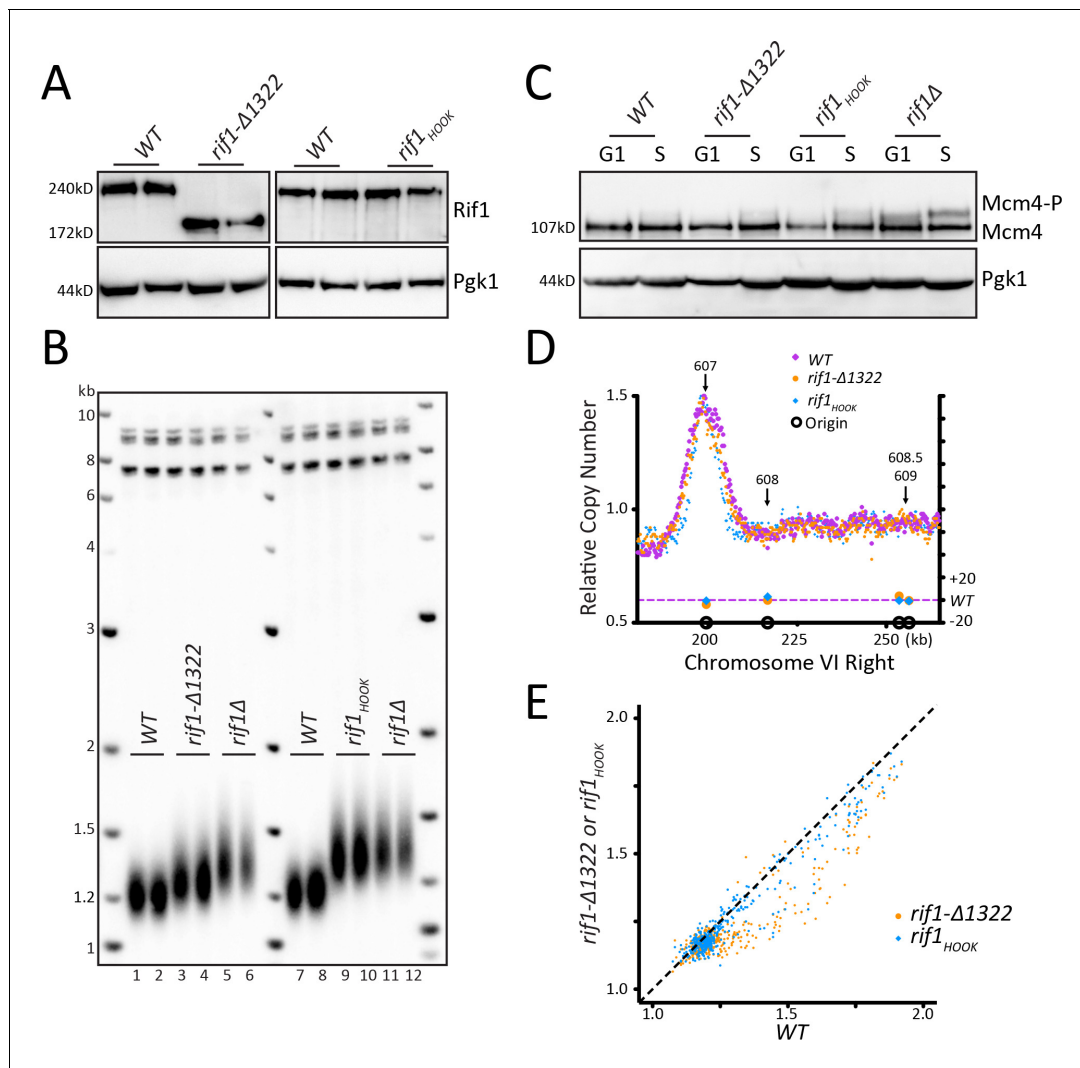 A
WT
rif1-Δ1322
WT
rif1HOOK
240kD
172kD
Rif1
44kD
Pgk1
C
WT
rif1-Δ1322
rif1HOOK
rif1Δ
G1 S G1 S G1 S G1 S
107kD
Mcm4-P
Mcm4
44kD
Pgk1
B
kb
10
8
6
4
3
2
1.5
1.2
1
WT
rif1-Δ1322
rif1Δ
WT
rif1HOOK
rif1Δ
1 2 3 4 5 6 7 8 9 10 11 12
D
WT
rif1-Δ1322
rif1HOOK
Origin
607
608
608.5
609
Relative Copy Number
1.5
1.0
0.5
+20
WT
-20
200 225 250 (kb)
Chromosome VI Right
E
rif1-Δ1322 or rif1HOOK
2.0
1.5
1.0
rif1-Δ1322
rif1HOOK
1.0 1.5 2.0
WT